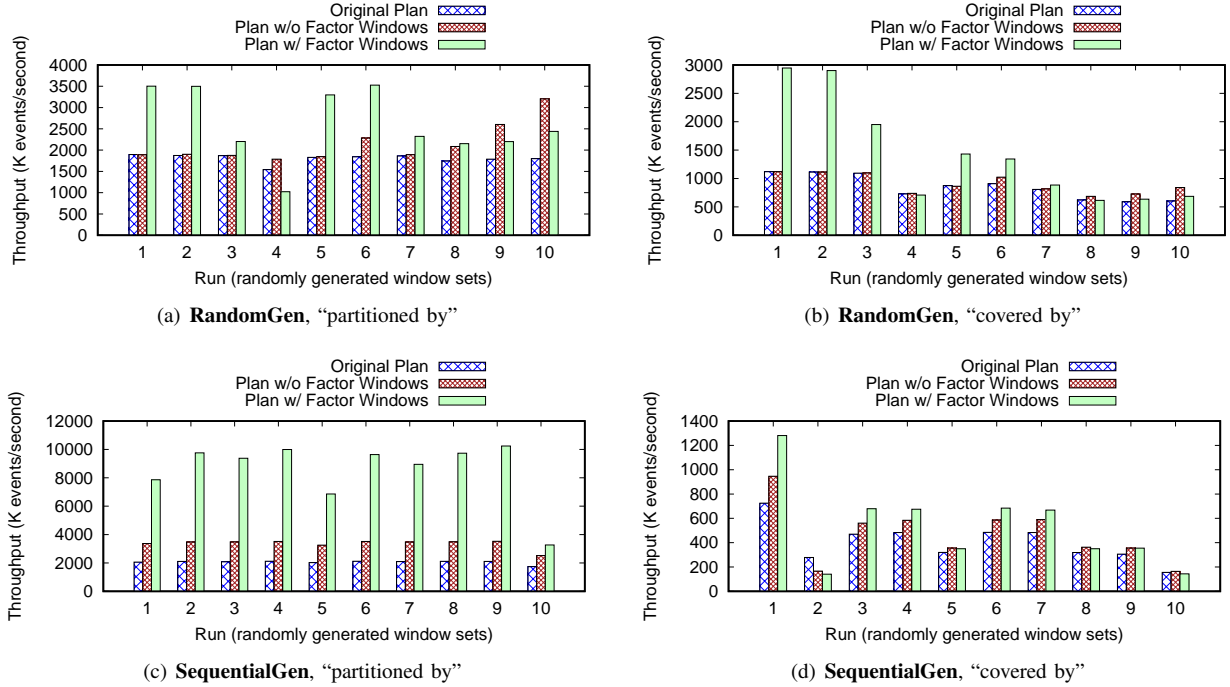 Original Plan
Plan w/o Factor Windows
Plan w/ Factor Windows
Throughput (K events/second)
4000
3500
3000
2500
2000
1500
1000
500
0
1 2 3 4 5 6 7 8 9 10
Run (randomly generated window sets)
(a) RandomGen, “partitioned by”
Original Plan
Plan w/o Factor Windows
Plan w/ Factor Windows
Throughput (K events/second)
3000
2500
2000
1500
1000
500
0
1 2 3 4 5 6 7 8 9 10
Run (randomly generated window sets)
(b) RandomGen, “covered by”
Original Plan
Plan w/o Factor Windows
Plan w/ Factor Windows
Throughput (K events/second)
12000
10000
8000
6000
4000
2000
0
1 2 3 4 5 6 7 8 9 10
Run (randomly generated window sets)
(c) SequentialGen, “partitioned by”
Original Plan
Plan w/o Factor Windows
Plan w/ Factor Windows
Throughput (K events/second)
1400
1200
1000
800
600
400
200
0
1 2 3 4 5 6 7 8 9 10
Run (randomly generated window sets)
(d) SequentialGen, “covered by”